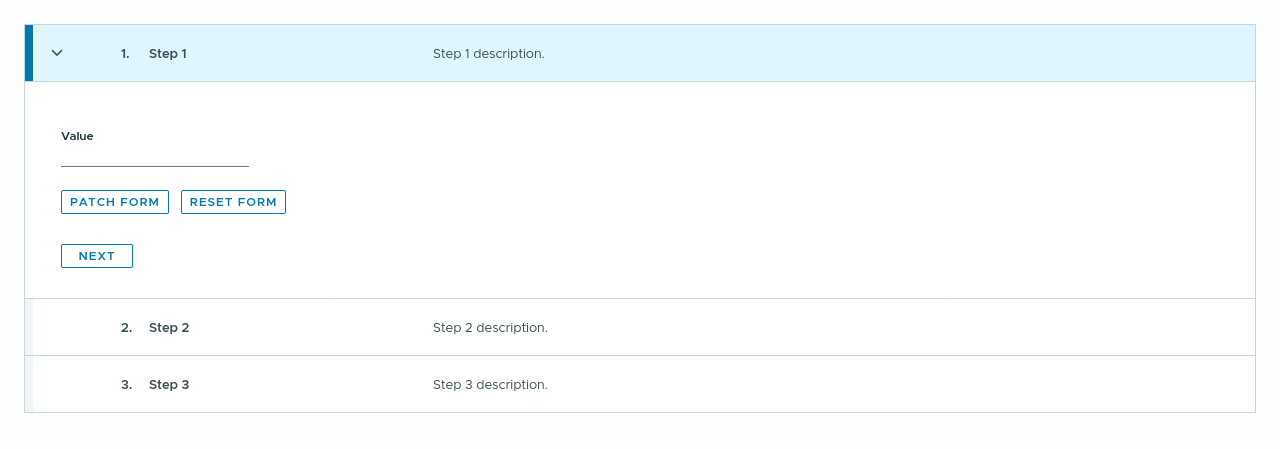 1. Step 1 Step 1 description.
Value
PATCH FORM RESET FORM
NEXT
2. Step 2 Step 2 description.
3. Step 3 Step 3 description.